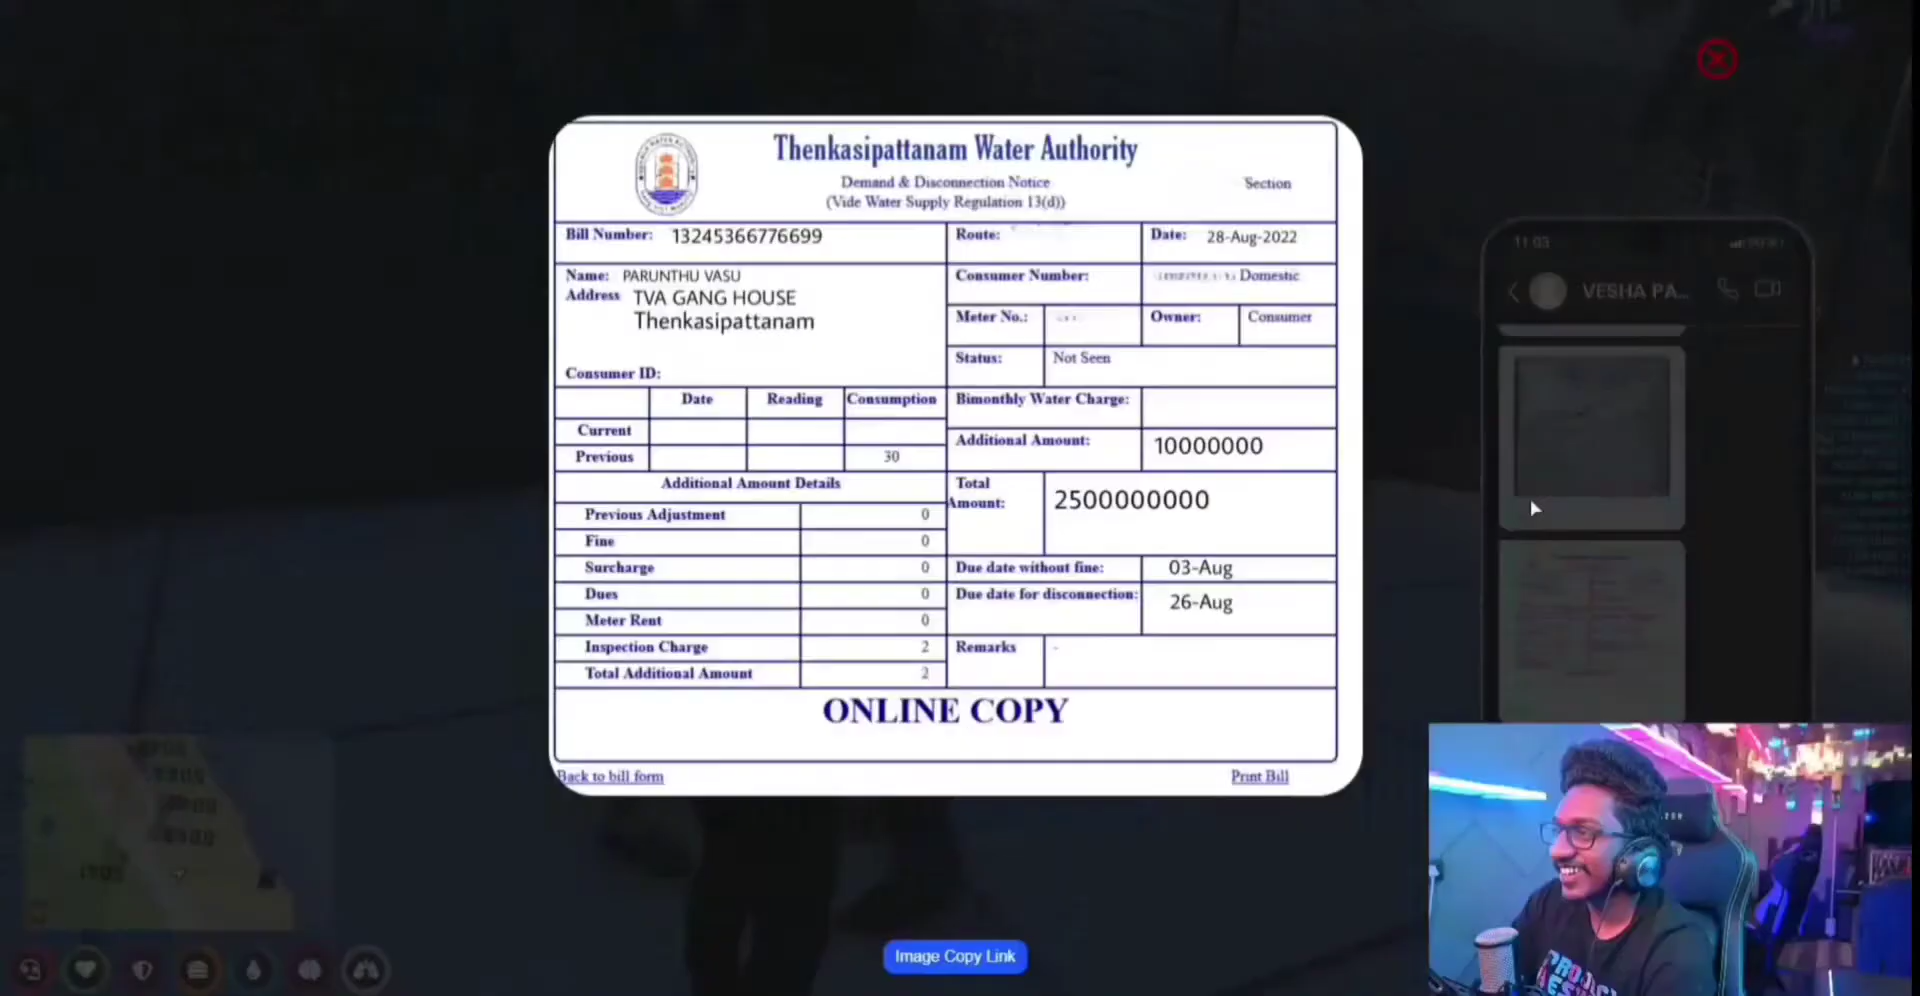 Thenkasipattanam Water Authority
Demand & Disconnection Notice
(Vide Water Supply Regulation 13(d))
Section
Bill Number: 13245366776699
Route:
Date: 28-Aug-2022
Name: PARUNTHU VASU
Address TVA GANG HOUSE
Thenkasipattanam
Consumer ID:
Consumer Number: Domestic
Meter No.: Owner: Consumer
Status: Not Seen
Date Reading Consumption
Current
Previous 30
Bimonthly Water Charge:
Additional Amount: 10000000
Additional Amount Details
Previous Adjustment 0
Fine 0
Surcharge 0
Dues 0
Meter Rent 0
Inspection Charge 2
Total Additional Amount 2
Total
Amount: 2500000000
Due date without fine: 03-Aug
Due date for disconnection: 26-Aug
Remarks -
ONLINE COPY
Back to bill form
Print Bill
Image Copy Link
11:03
VESHA PA...